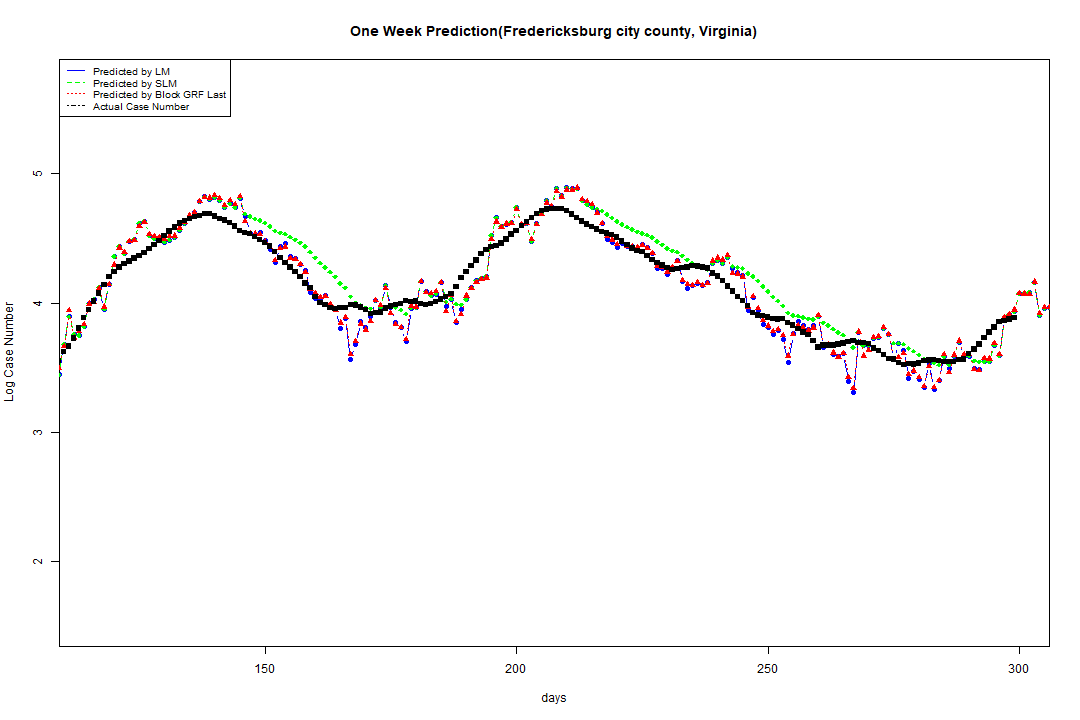 One Week Prediction(Fredericksburg city county, Virginia)
Predicted by LM
Predicted by SLM
Predicted by Block GRF Last
Actual Case Number
5
4
3
2
Log Case Number
150
200
250
300
days